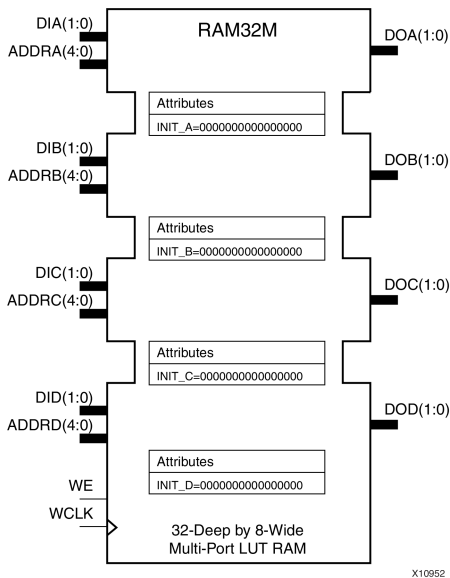 DIA(1:0)
RAM32M
DOA(1:0)
ADDRA(4:0)
Attributes
INIT_A=0000000000000000
DIB(1:0)
DOB(1:0)
ADDRB(4:0)
Attributes
INIT_B=0000000000000000
DIC(1:0)
DOC(1:0)
ADDRC(4:0)
Attributes
INIT_C=0000000000000000
DID(1:0)
DOD(1:0)
ADDRD(4:0)
Attributes
INIT_D=0000000000000000
WE
WCLK
32-Deep by 8-Wide
Multi-Port LUT RAM
X10952